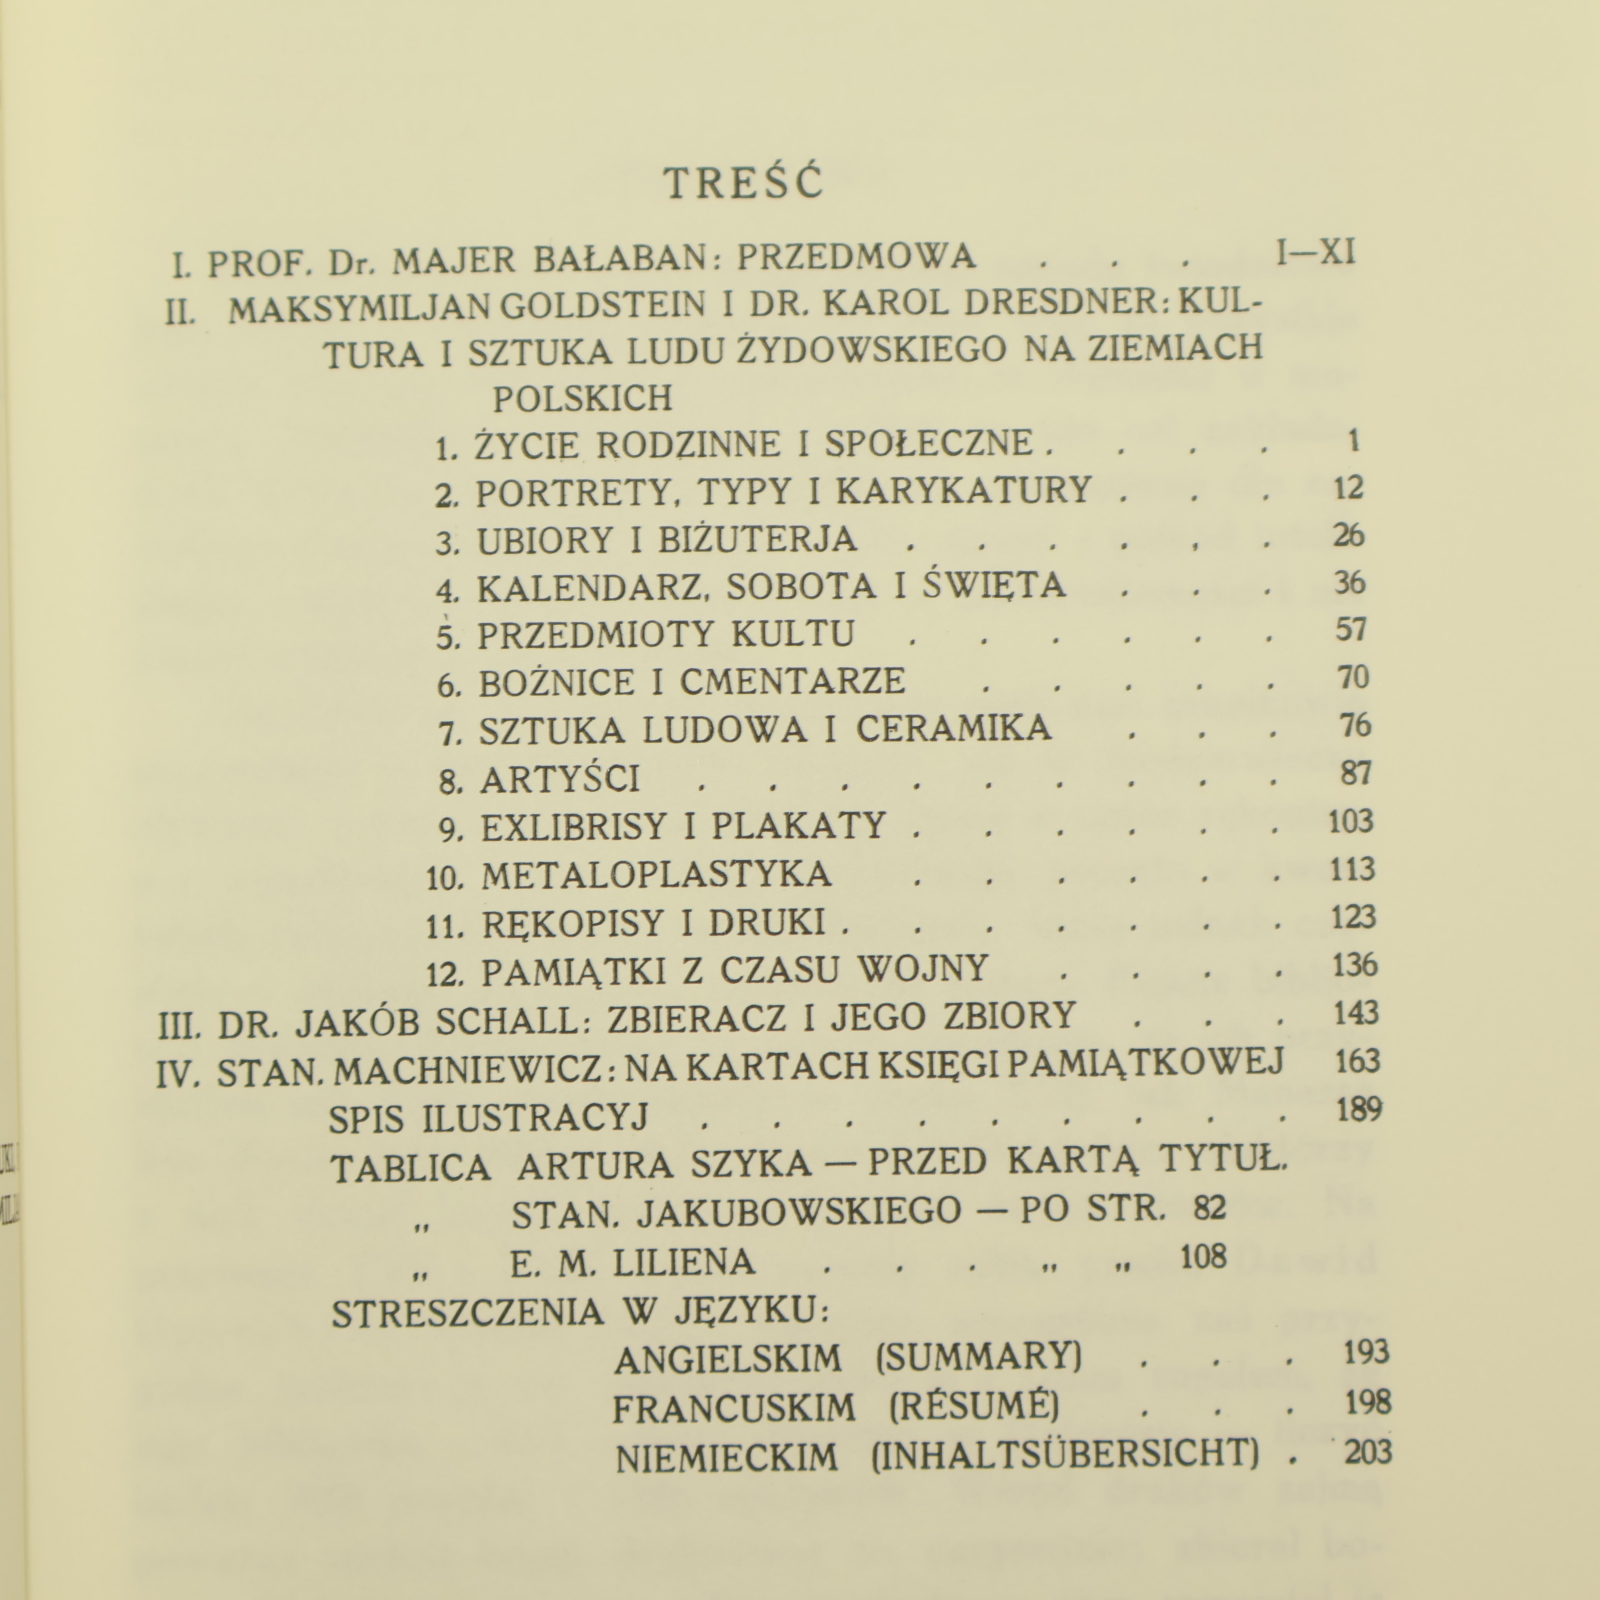 TREŚĆ
I. PROF. Dr. MAJER BAŁABAN: PRZEDMOWA . . . I—XI
II. MAKSYMILJAN GOLDSTEIN I DR. KAROL DRESDNER: KUL-
TURA I SZTUKA LUDU ŻYDOWSKIEGO NA ZIEMIACH
POLSKICH
1. ŻYCIE RODZINNE I SPOŁECZNE . . . . 1
2. PORTRETY, TYPY I KARYKATURY . . . 12
3. UBIORY I BIŻUTERJA . . . . . . 26
4. KALENDARZ, SOBOTA I ŚWIĘTA . . . 36
5. PRZEDMIOTY KULTU . . . . . . 57
6. BOŻNICE I CMENTARZE . . . . . 70
7. SZTUKA LUDOWA I CERAMIKA . . . 76
8. ARTYŚCI . . . . . . . . . 87
9. EXLIBRISY I PLAKATY . . . . . . 103
10. METALOPLASTYKA . . . . . . 113
11. RĘKOPISY I DRUKI . . . . . . . 123
12. PAMIĄTKI Z CZASU WOJNY . . . . 136
III. DR. JAKÓB SCHALL: ZBIERACZ I JEGO ZBIORY . . . 143
IV. STAN. MACHNIEWICZ: NA KARTACH KSIĘGI PAMIĄTKOWEJ 163
SPIS ILUSTRACYJ . . . . . . . . . 189
TABLICA ARTURA SZYKA — PRZED KARTĄ TYTUŁ.
„ STAN. JAKUBOWSKIEGO — PO STR. 82
„ E. M. LILIENA . . . „ „ 108
STRESZCZENIA W JĘZYKU:
ANGIELSKIM (SUMMARY) . . . 193
FRANCUSKIM (RÉSUMÉ) . . . 198
NIEMIECKIM (INHALTSÜBERSICHT) . 203